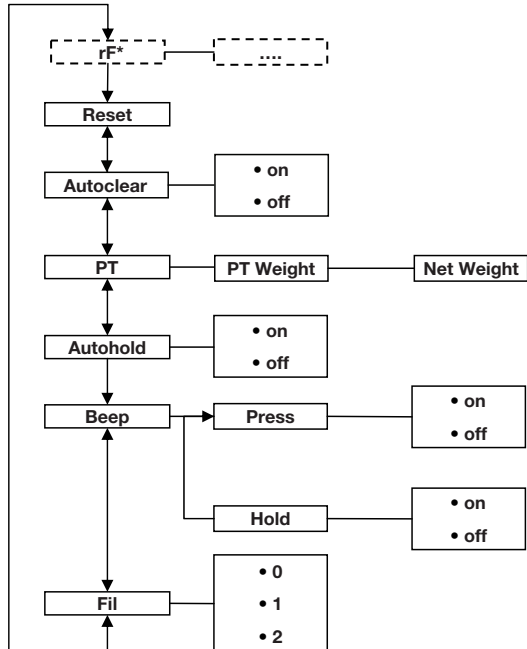 rF* ....
Reset
Autoclear
• on
• off
PT PT Weight Net Weight
Autohold
• on
• off
Beep Press
• on
• off
Hold
• on
• off
Fil
• 0
• 1
• 2